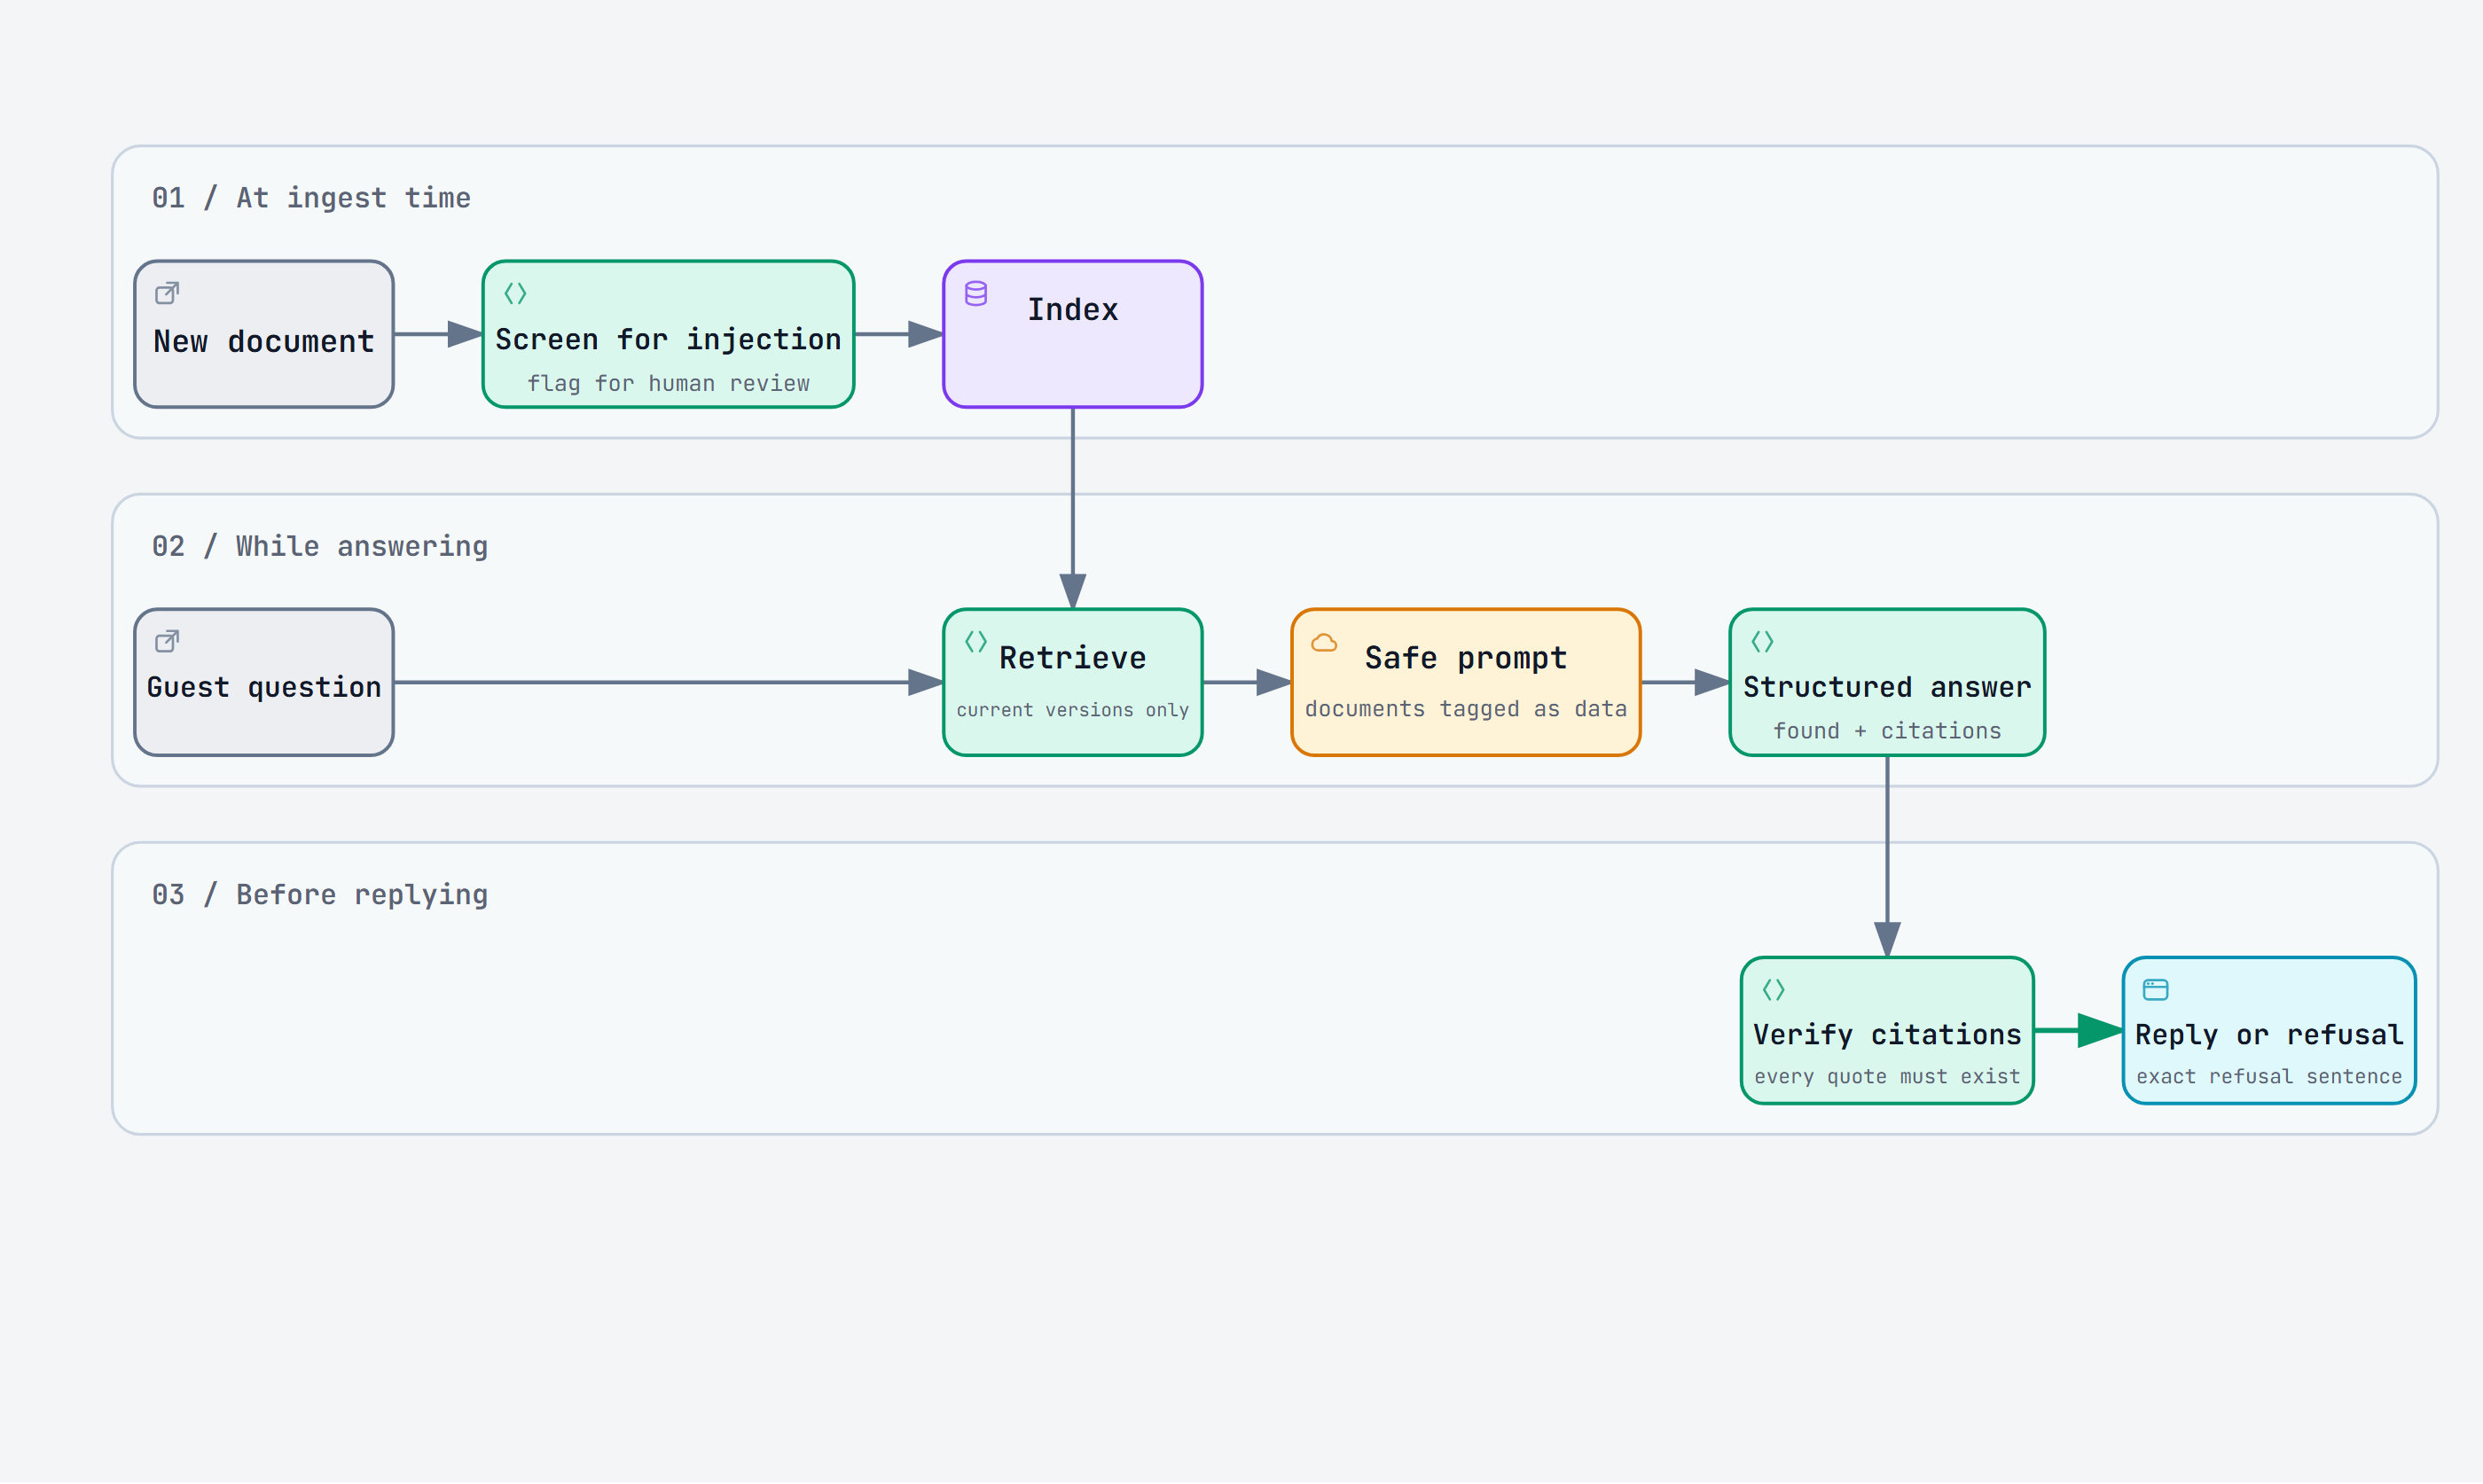 01 / At ingest time
New document
Screen for injection
flag for human review
Index
02 / While answering
Guest question
Retrieve
current versions only
Safe prompt
documents tagged as data
Structured answer
found + citations
03 / Before replying
Verify citations
every quote must exist
Reply or refusal
exact refusal sentence